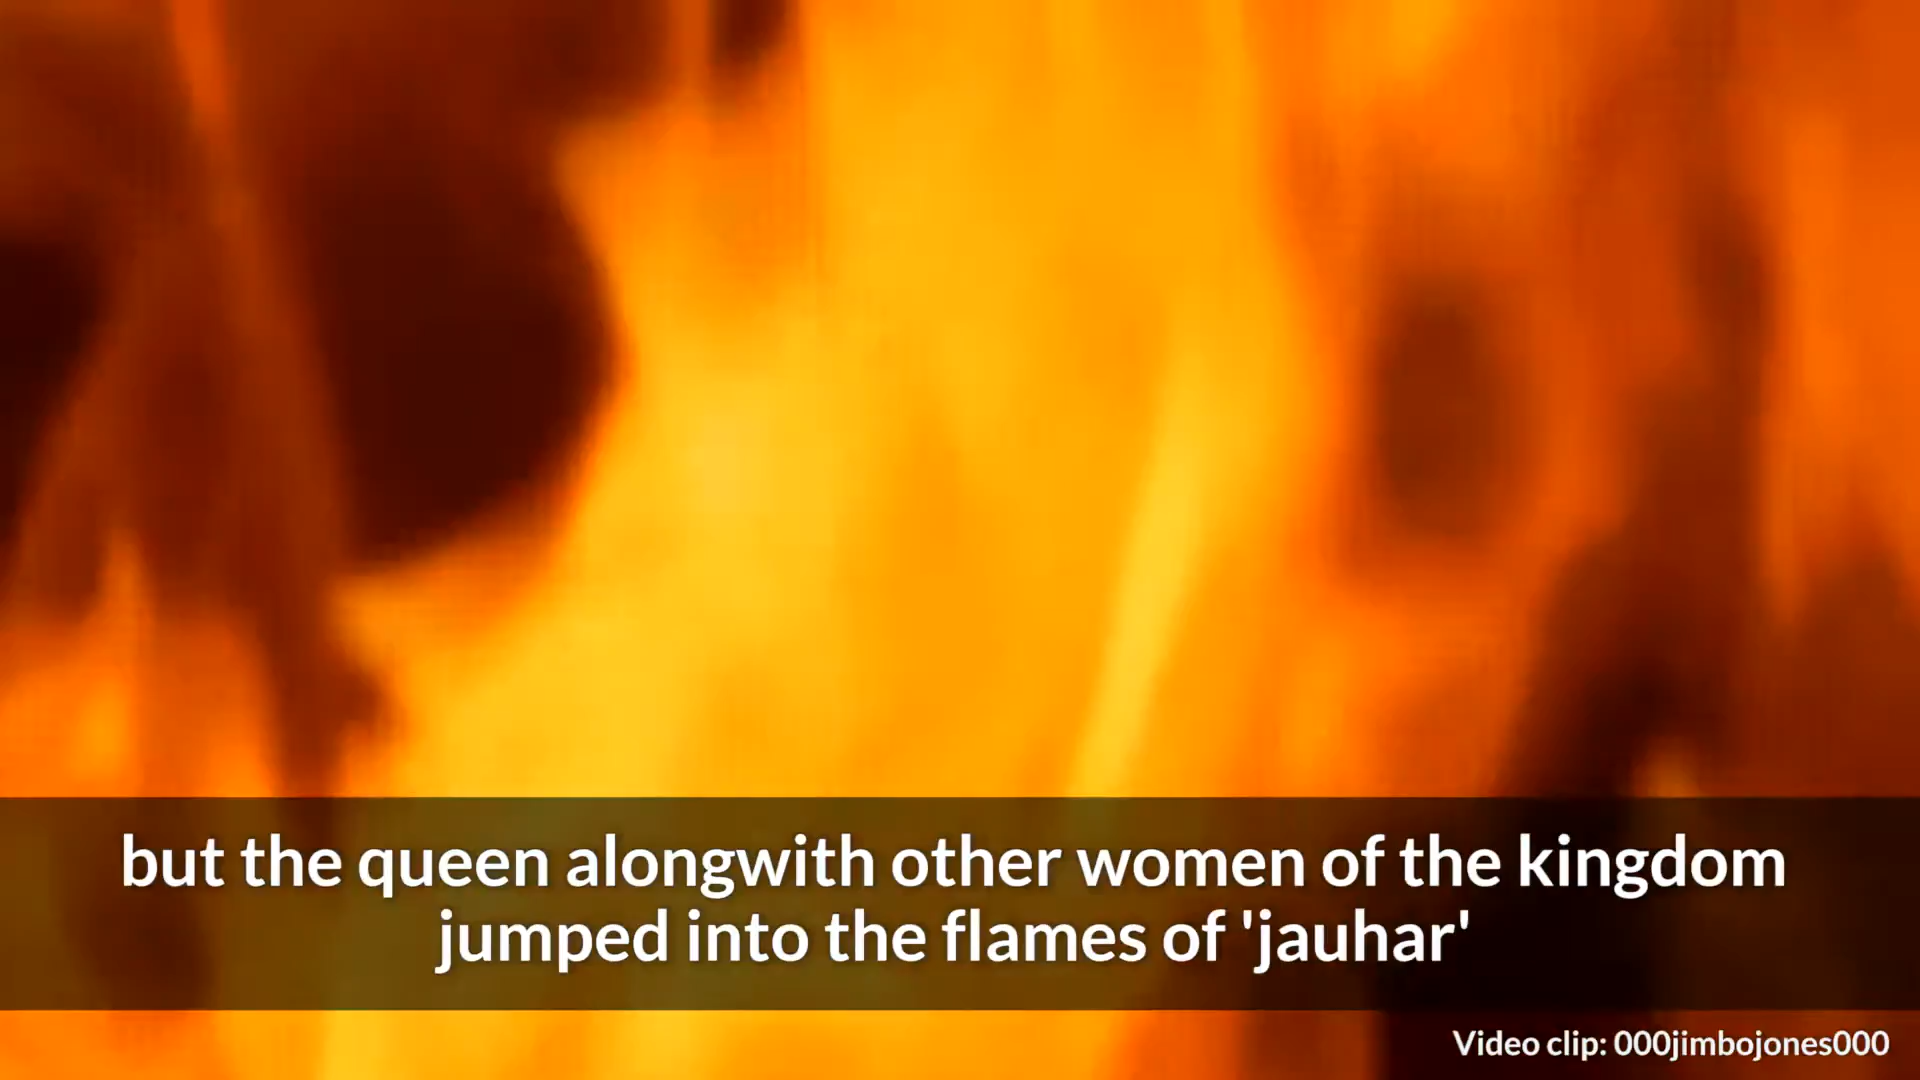 but the queen alongwith other women of the kingdom
jumped into the flames of 'jauhar'
Video clip: 000jimbojones000